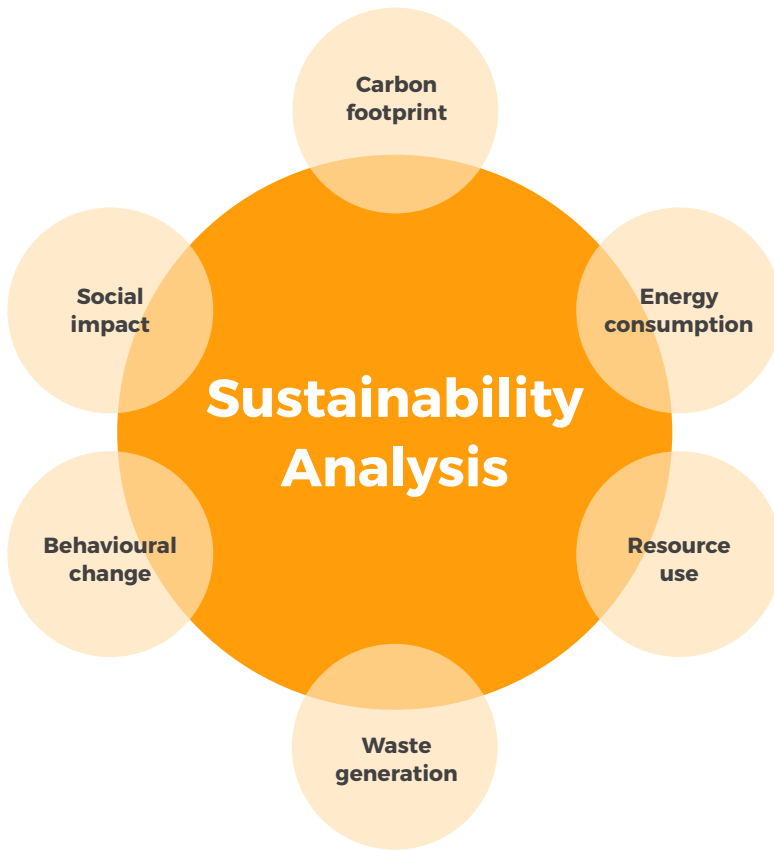 Carbon
footprint
Social
impact
Energy
consumption
Sustainability
Analysis
Behavioural
change
Resource
use
Waste
generation